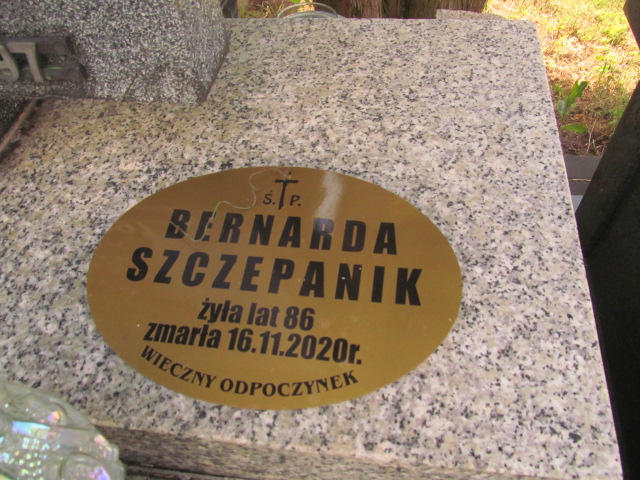 Ś. P.
BERNARDA
SZCZEPANIK
żyła lat 86
zmarła 16.11.2020r.
WIECZNY ODPOCZYNEK